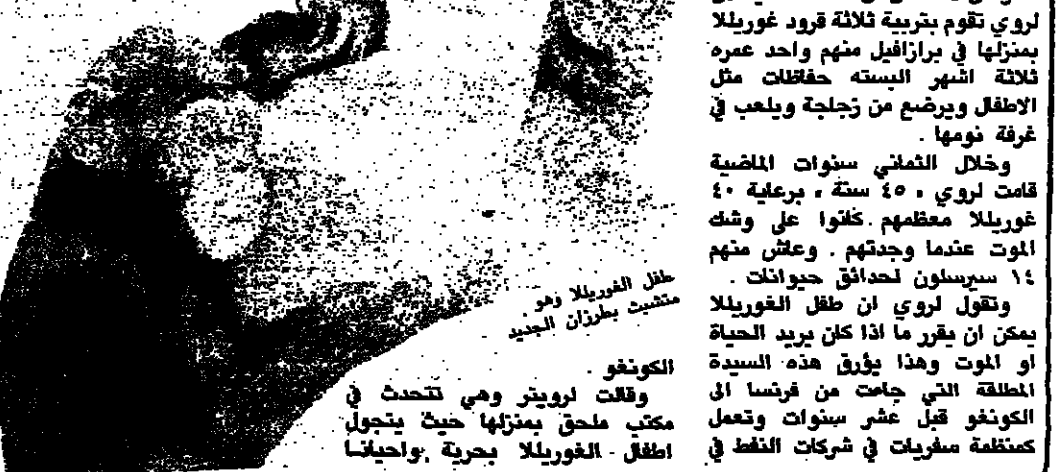 لروي تقوم بتربية ثلاثة قرود غوريللا
بمنزلها في برازافيل منهم واحد عمره
ثلاثة اشهر البسته حفاظات مثل
الاطفال ويرضع من زجلجة ويلعب في
غرفة نومها .
وخلال الثماني سنوات الماضية
قامت لروي « ٤٥ سنة » برعاية ٤٠
غوريللا معظمهم كانوا على وشك
الموت عندما وجدتهم . وعاش منهم
١٤ سيرسلون لحدائق حيوانات .
وتقول لروي ان طفل الغوريللا
يمكن ان يقرر ما اذا كان يريد الحياة
او الموت وهذا يؤرق هذه السيدة
المطلقة التي جاءت من فرنسا الى
الكونغو قبل عشر سنوات وتعمل
كمنظمة سفريات في شركات النفط في
طفل الغوريللا وهو
متشبث بطرزان الجديد
الكونغو .
وقالت لرويتر وهي تتحدث في
مكتب ملحق بمنزلها حيث يتجول
اطفال الغوريللا بحرية واحيانا